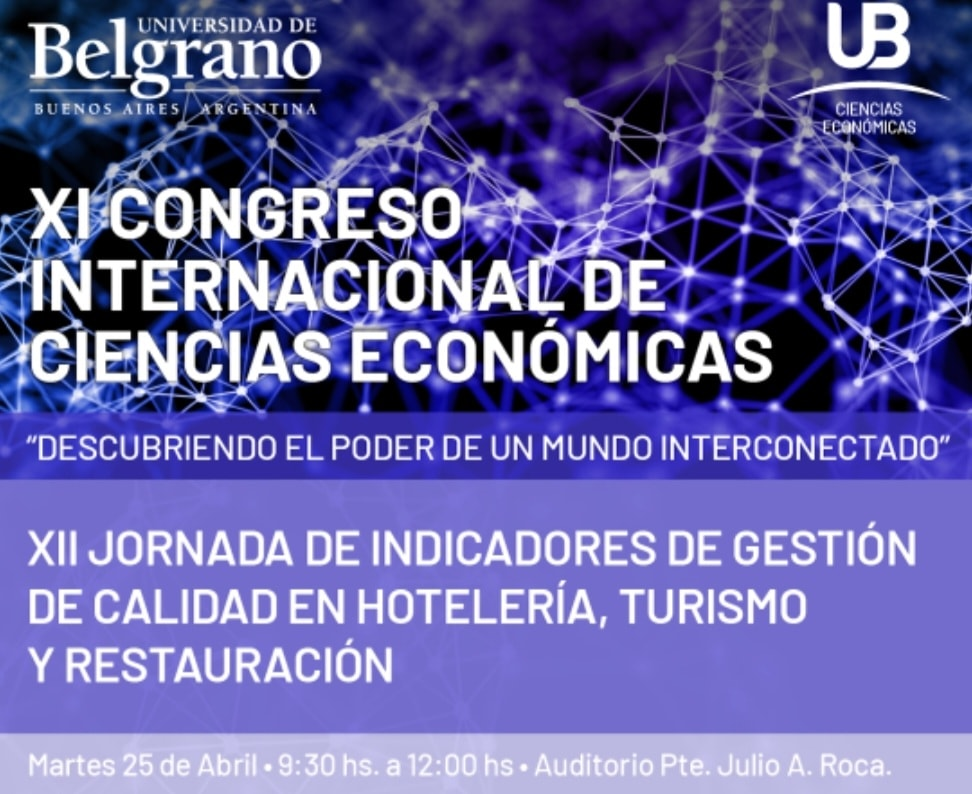 UNIVERSIDAD DE
Belgrano
BUENOS AIRES ARGENTINA
UB
CIENCIAS
ECONÓMICAS
XI CONGRESO
INTERNACIONAL DE
CIENCIAS ECONÓMICAS
“DESCUBRIENDO EL PODER DE UN MUNDO INTERCONECTADO”
XII JORNADA DE INDICADORES DE GESTIÓN
DE CALIDAD EN HOTELERÍA, TURISMO
Y RESTAURACIÓN
Martes 25 de Abril • 9:30 hs. a 12:00 hs • Auditorio Pte. Julio A. Roca.